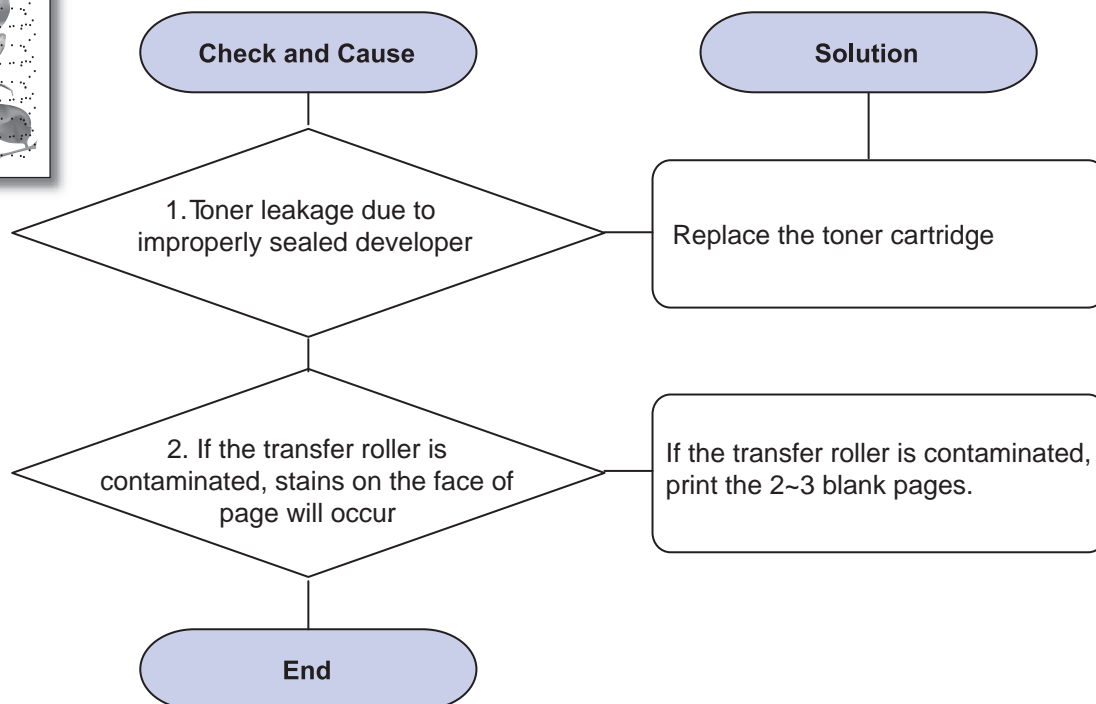 Check and Cause
Solution
1. Toner leakage due to
improperly sealed developer
Replace the toner cartridge
2. If the transfer roller is
contaminated, stains on the face of
page will occur.
If the transfer roller is contaminated,
print the 2~3 blank pages.
End